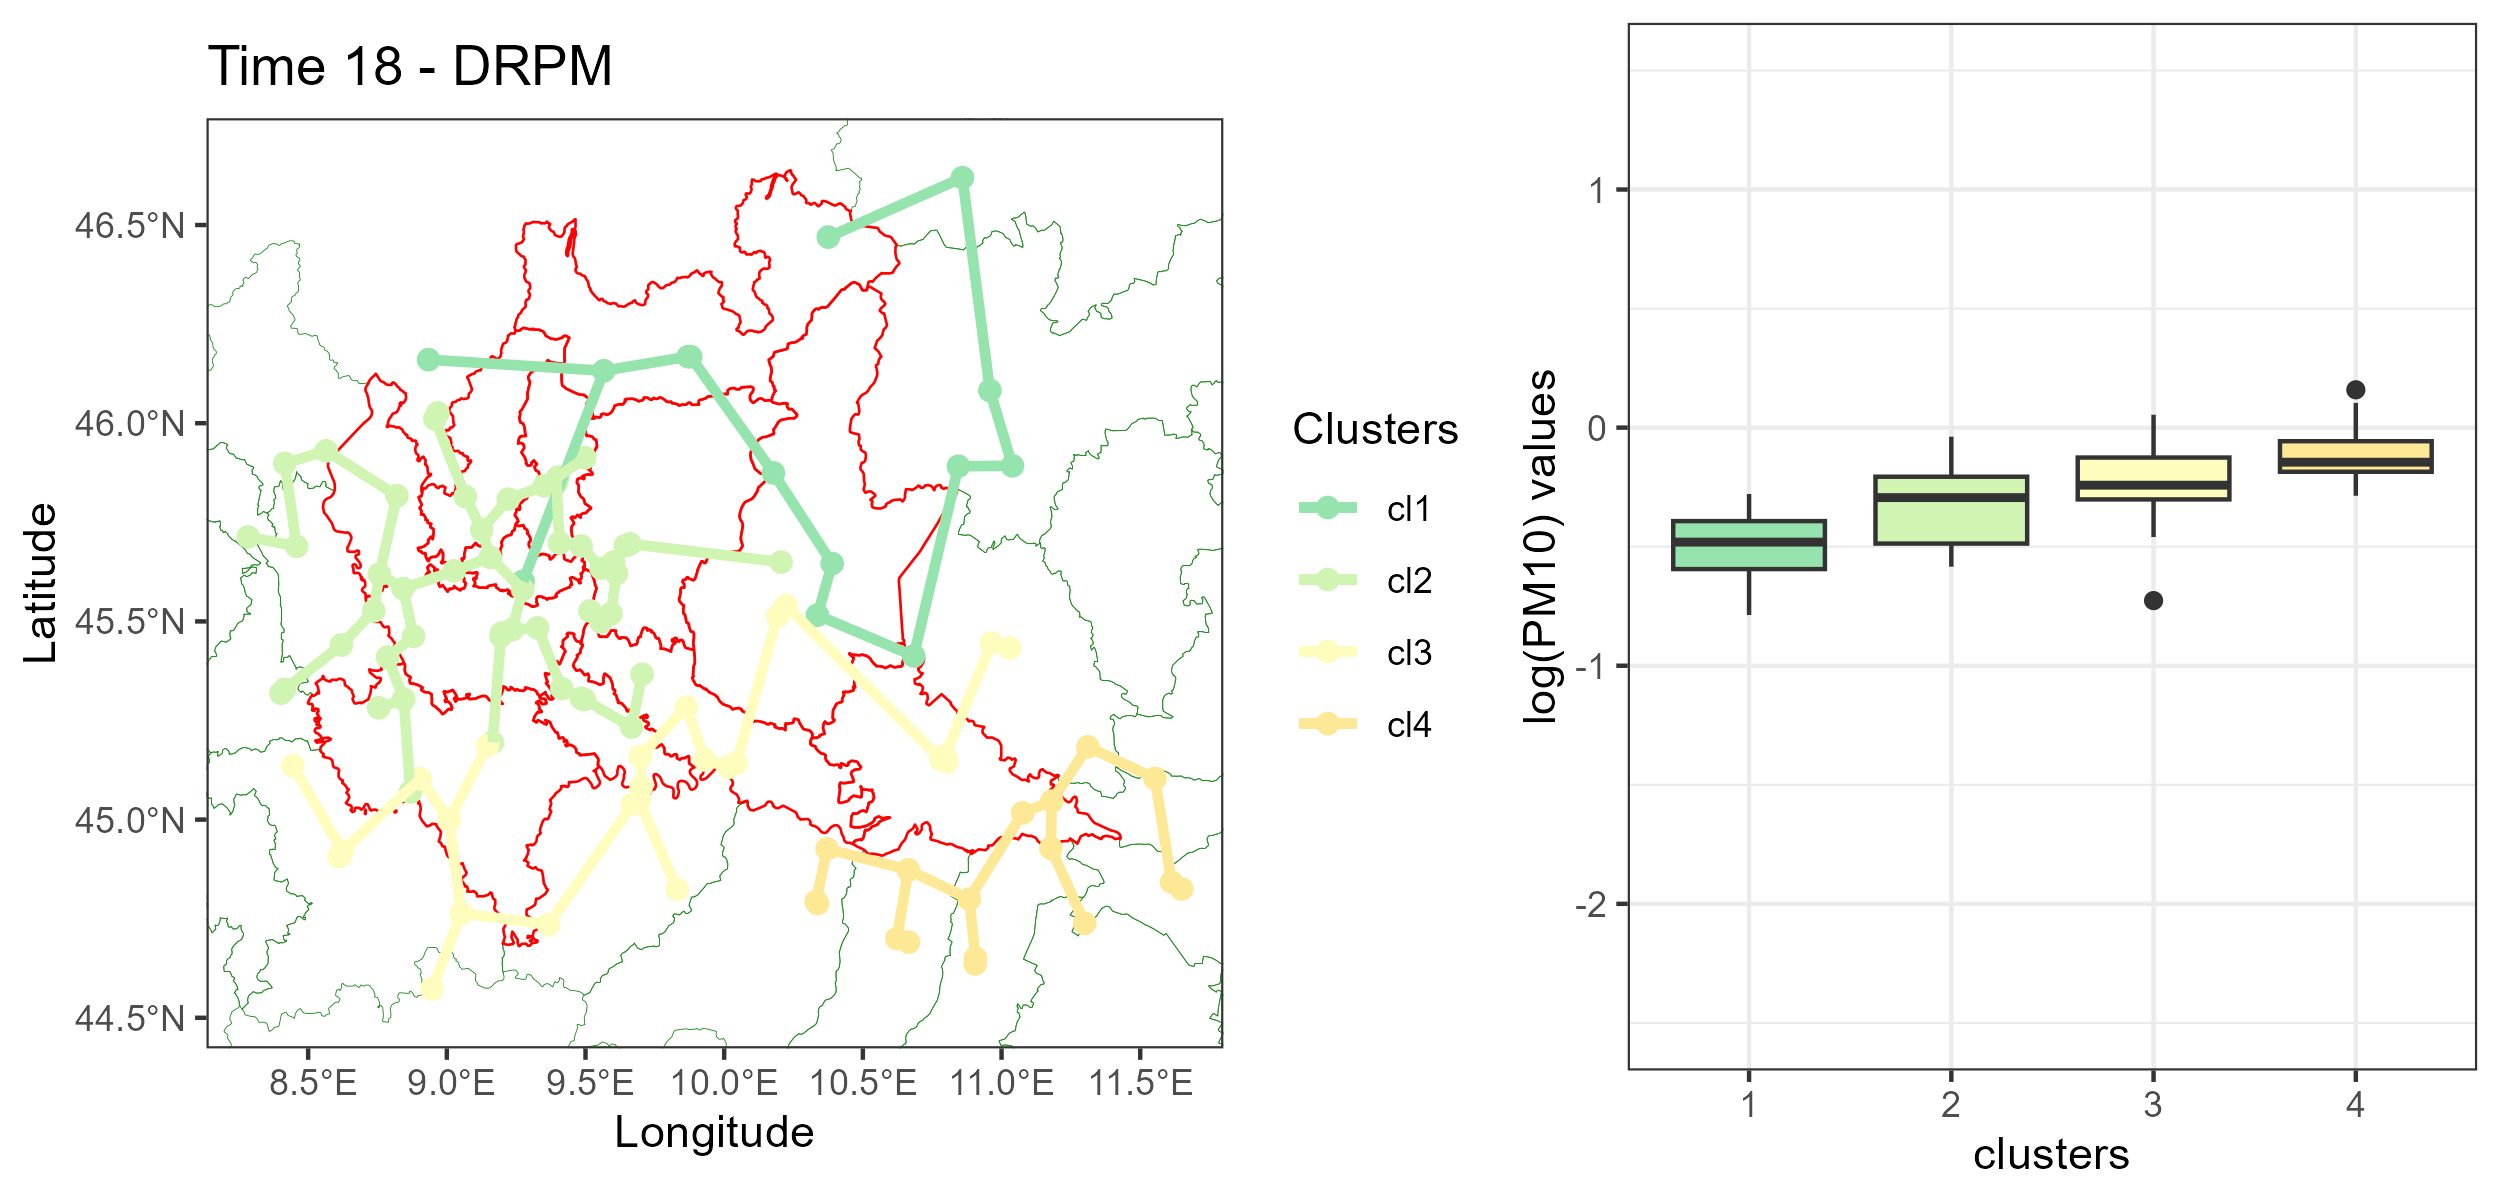 Time 18 - DRPM
Latitude
46.5°N
46.0°N
45.5°N
45.0°N
44.5°N
8.5°E
9.0°E
9.5°E
10.0°E
10.5°E
11.0°E
11.5°E
Longitude
Clusters
cl1
cl2
cl3
cl4
log(PM10) values
1
0
-1
-2
1
2
3
4
clusters